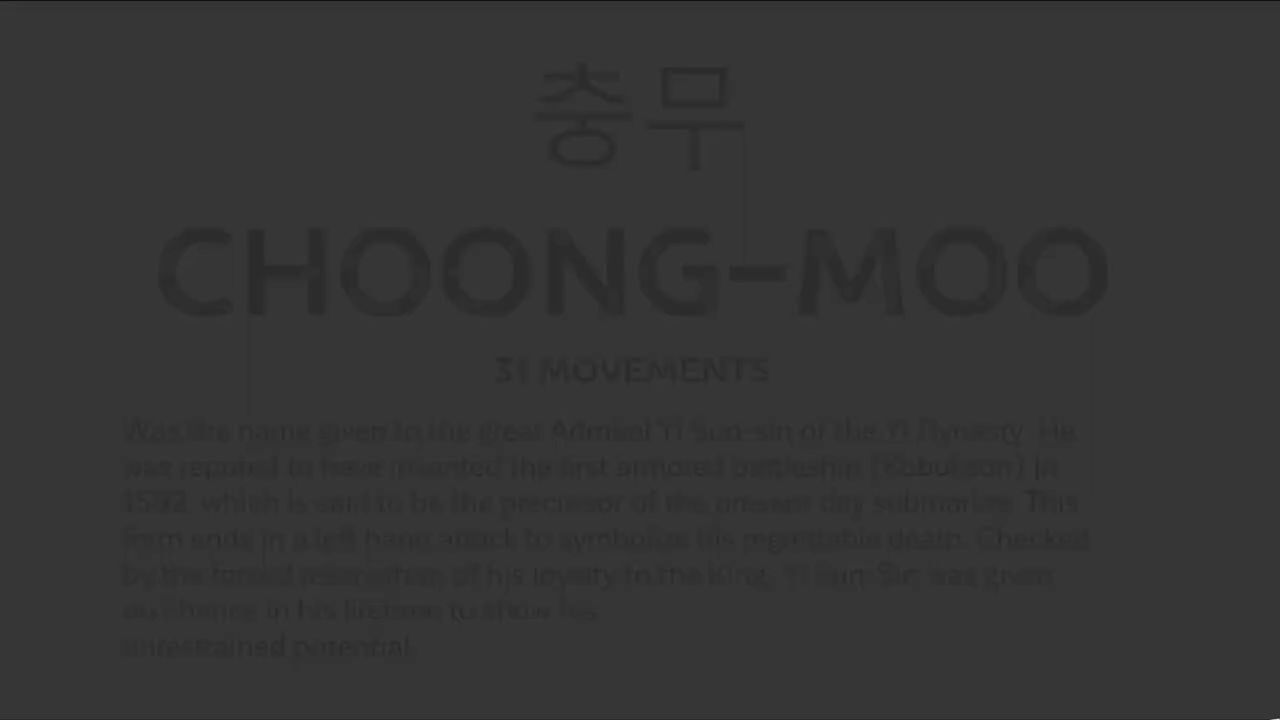 충무
CHOONG-MOO
31 MOVEMENTS
Was the name given to the great Admiral Yi Sun-sin of the Yi Dynasty. He
was reputed to have invented the first armored battleship (Kobukson) in
1592, which is said to be the precursor of the present day submarine. This
form ends in a left hand attack to symbolize his regrettable death. Checked
by the forced reservation of his loyalty to the King, Yi Sun-Sin was given
no chance in his lifetime to show his
unrestrained potential.